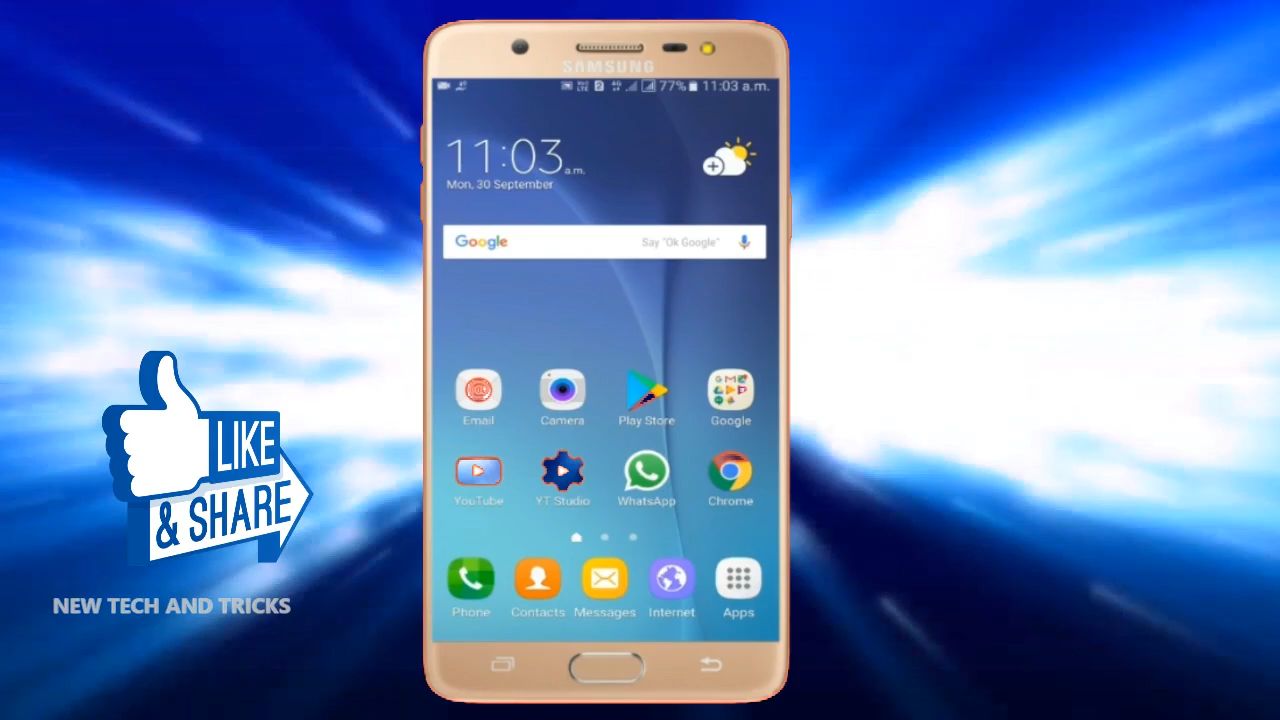 SAMSUNG
77% 11:03 a.m.
11:03 a.m.
Mon, 30 September
Google Say "Ok Google"
Email Camera Play Store Google
YouTube YT Studio WhatsApp Chrome
Phone Contacts Messages Internet Apps
LIKE
& SHARE
NEW TECH AND TRICKS